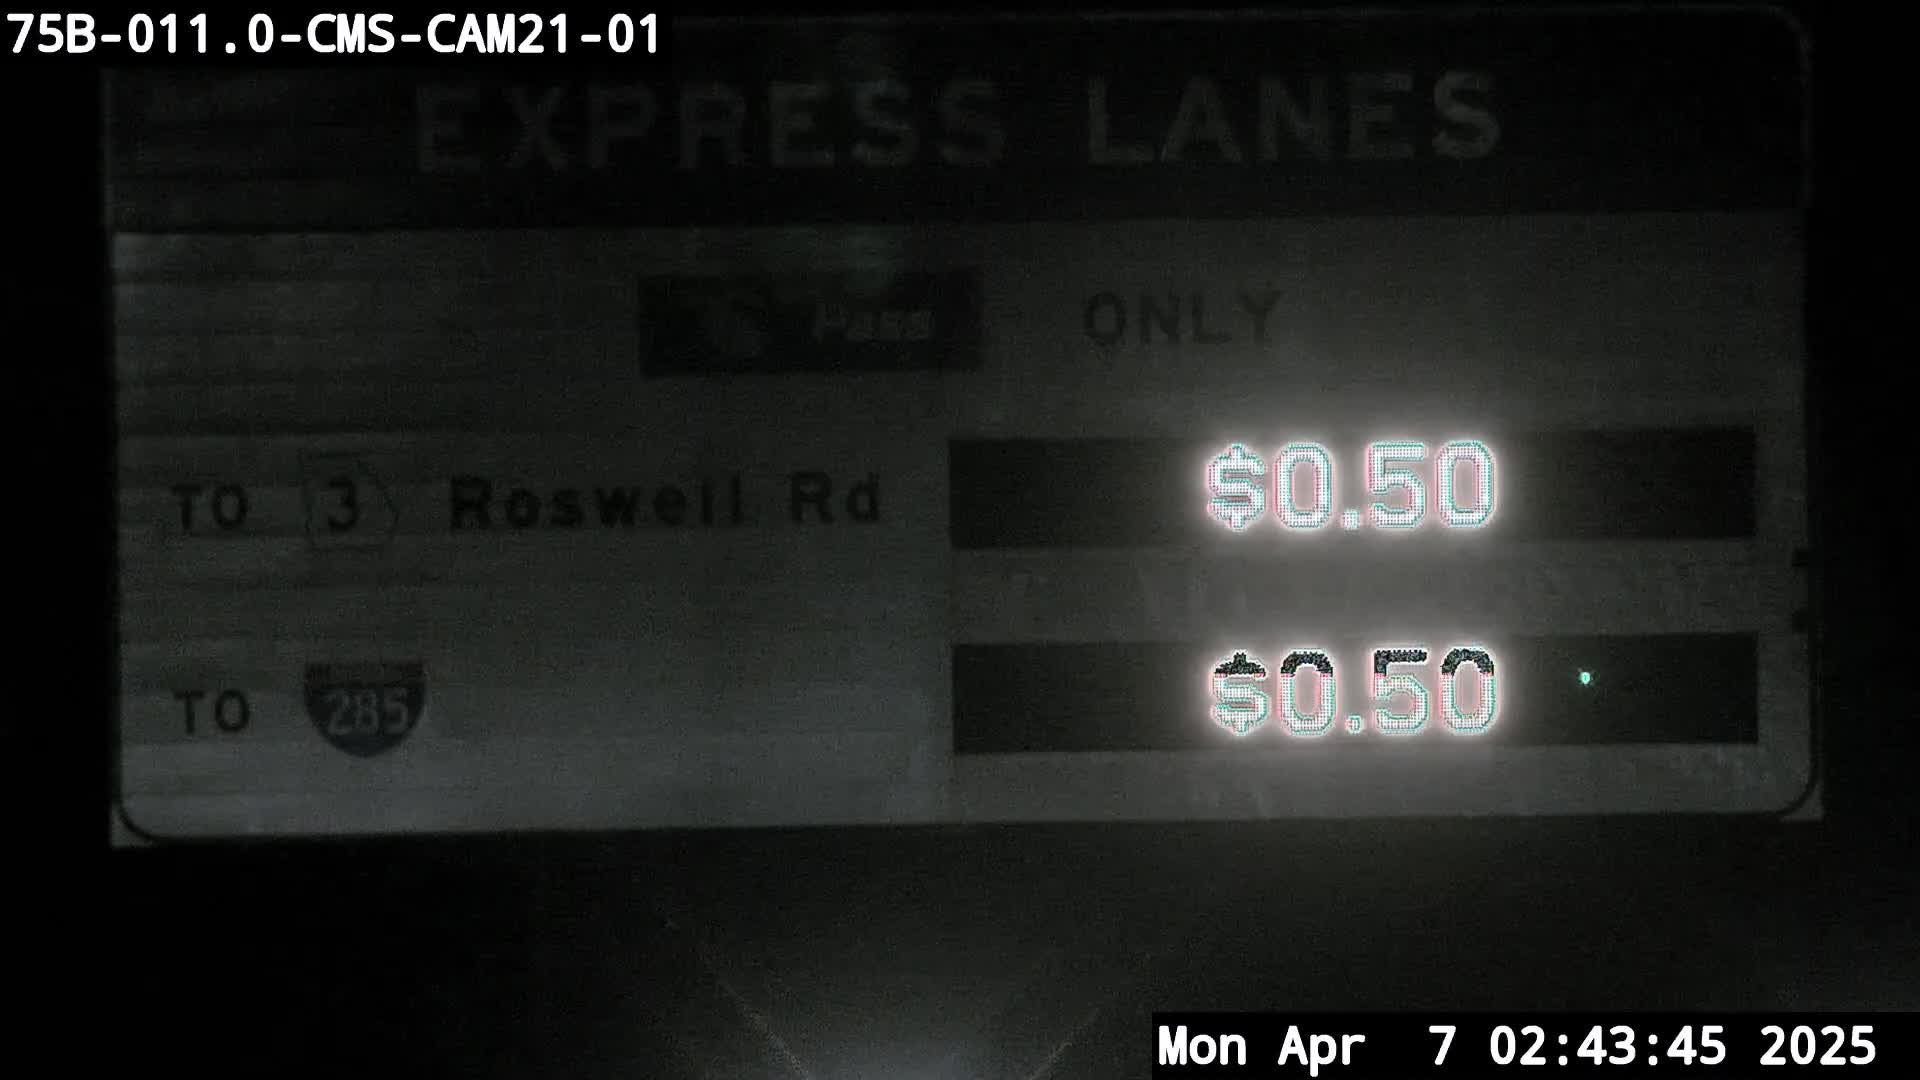 75B-011.0-CMS-CAM21-01
EXPRESS LANES
Pass ONLY
TO 3 Roswell Rd $0.50
TO 285 $0.50
Mon Apr 7 02:43:45 2025